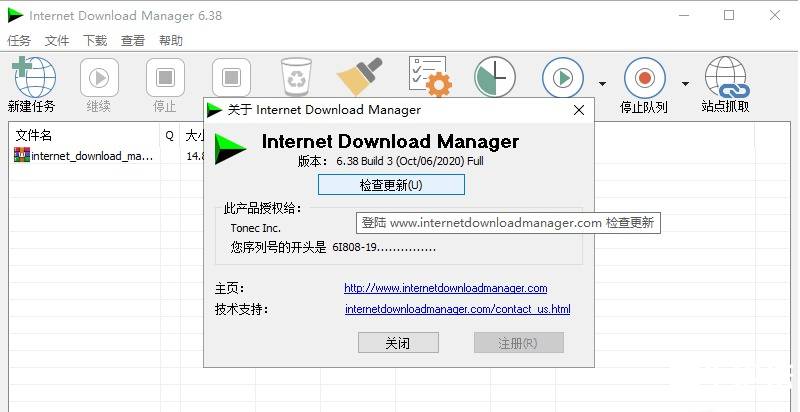 Internet Download Manager 6.38
任务 文件 下载 查看 帮助
新建任务 继续 停止 停止队列 站点抓取
文件名 Q 大小
internet_download_ma... 14.8
关于 Internet Download Manager
Internet Download Manager
版本: 6.38 Build 3 (Oct/06/2020) Full
检查更新(U)
此产品授权给:
登陆 www.internetdownloadmanager.com 检查更新
Tonec Inc.
您序列号的开头是 6I808-19...............
主页: http://www.internetdownloadmanager.com
技术支持: internetdownloadmanager.com/contact_us.html
关闭 注册(R)